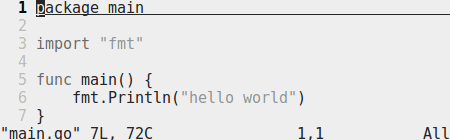 1 package main
2
3 import "fmt"
4
5 func main() {
6     fmt.Println("hello world")
7 }
"main.go" 7L, 72C 1,1 All